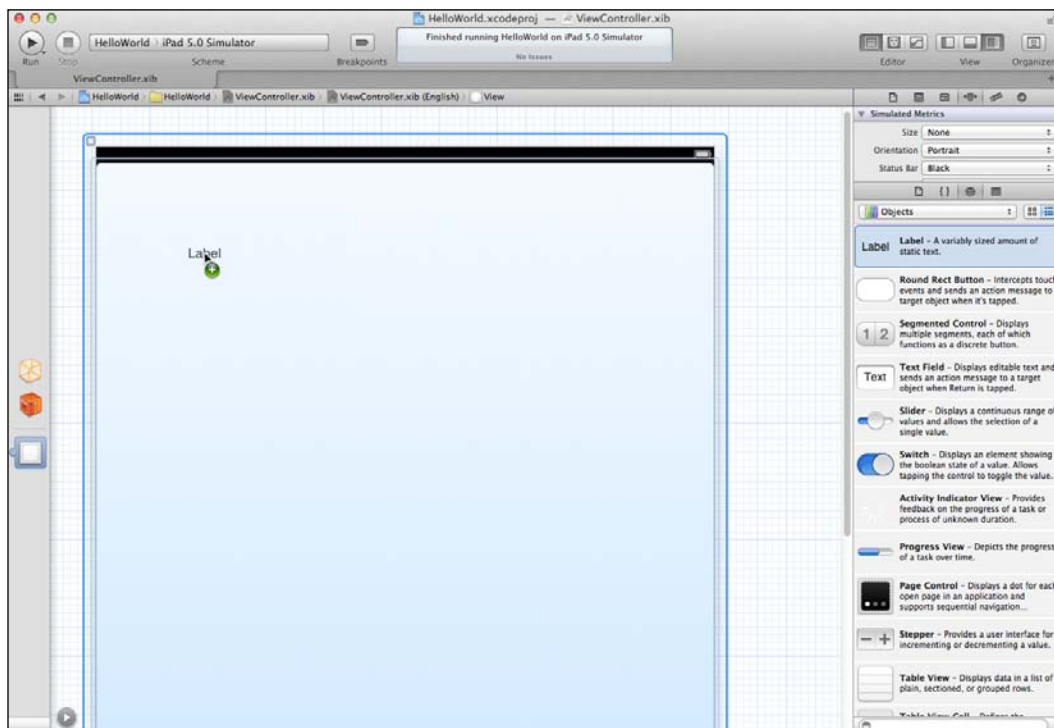 HelloWorld.xcodeproj — ViewController.xib
HelloWorld › iPad 5.0 Simulator
Finished running HelloWorld on iPad 5.0 Simulator
No Issues
Run
Stop
Scheme
Breakpoints
Editor
View
Organizer
ViewController.xib
HelloWorld › HelloWorld › ViewController.xib › ViewController.xib (English) › View
Label
Simulated Metrics
Size None
Orientation Portrait
Status Bar Black
{}
Objects
Label
Label – A variably sized amount of
static text.
Round Rect Button – Intercepts touch
events and sends an action message to
target object when it's tapped.
1 2
Segmented Control – Displays
multiple segments, each of which
functions as a discrete button.
Text
Text Field – Displays editable text and
sends an action message to a target
object when Return is tapped.
Slider – Displays a continuous range of
values and allows the selection of a
single value.
Switch – Displays an element showing
the boolean state of a value. Allows
tapping the control to toggle the value.
Activity Indicator View – Provides
feedback on the progress of a task or
process of unknown duration.
Progress View – Depicts the progress
of a task over time.
Page Control – Displays a dot for each
open page in an application and
supports sequential navigation...
Stepper – Provides a user interface for
incrementing or decrementing a value.
Table View – Displays data in a list of
plain, sectioned, or grouped rows.
Table View Cell – Defines the